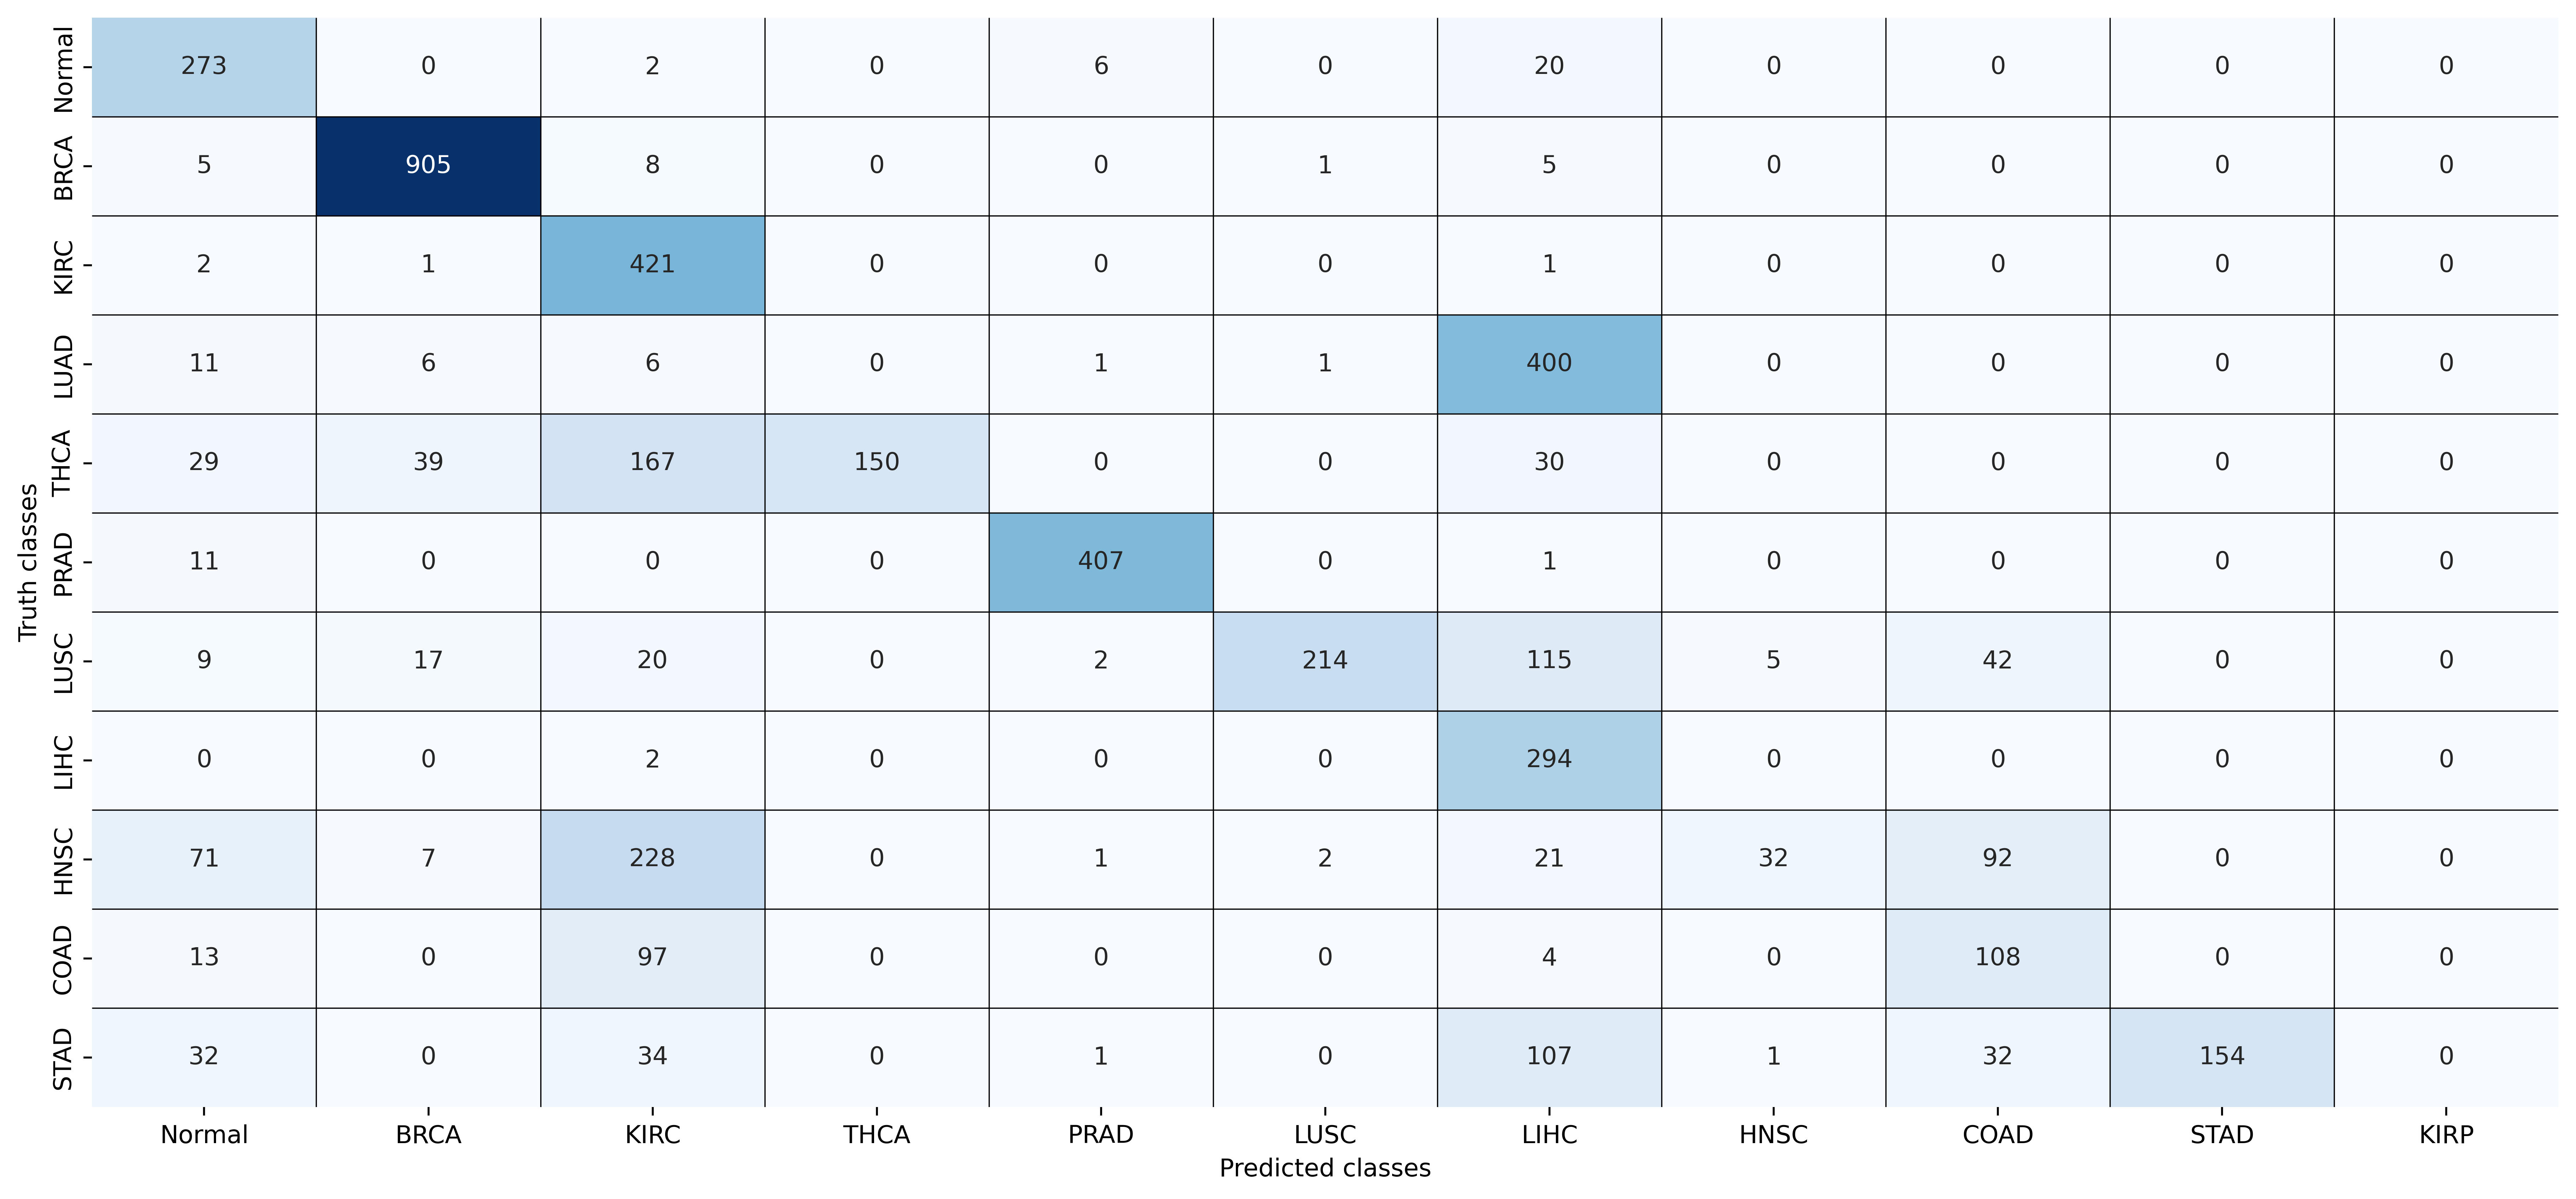 Truth classes
Normal 273 0 2 0 6 0 20 0 0 0 0
BRCA 5 905 8 0 0 1 5 0 0 0 0
KIRC 2 1 421 0 0 0 1 0 0 0 0
LUAD 11 6 6 0 1 1 400 0 0 0 0
THCA 29 39 167 150 0 0 30 0 0 0 0
PRAD 11 0 0 0 407 0 1 0 0 0 0
LUSC 9 17 20 0 2 214 115 5 42 0 0
LIHC 0 0 2 0 0 0 294 0 0 0 0
HNSC 71 7 228 0 1 2 21 32 92 0 0
COAD 13 0 97 0 0 0 4 0 108 0 0
STAD 32 0 34 0 1 0 107 1 32 154 0
Normal BRCA KIRC THCA PRAD LUSC LIHC HNSC COAD STAD KIRP
Predicted classes